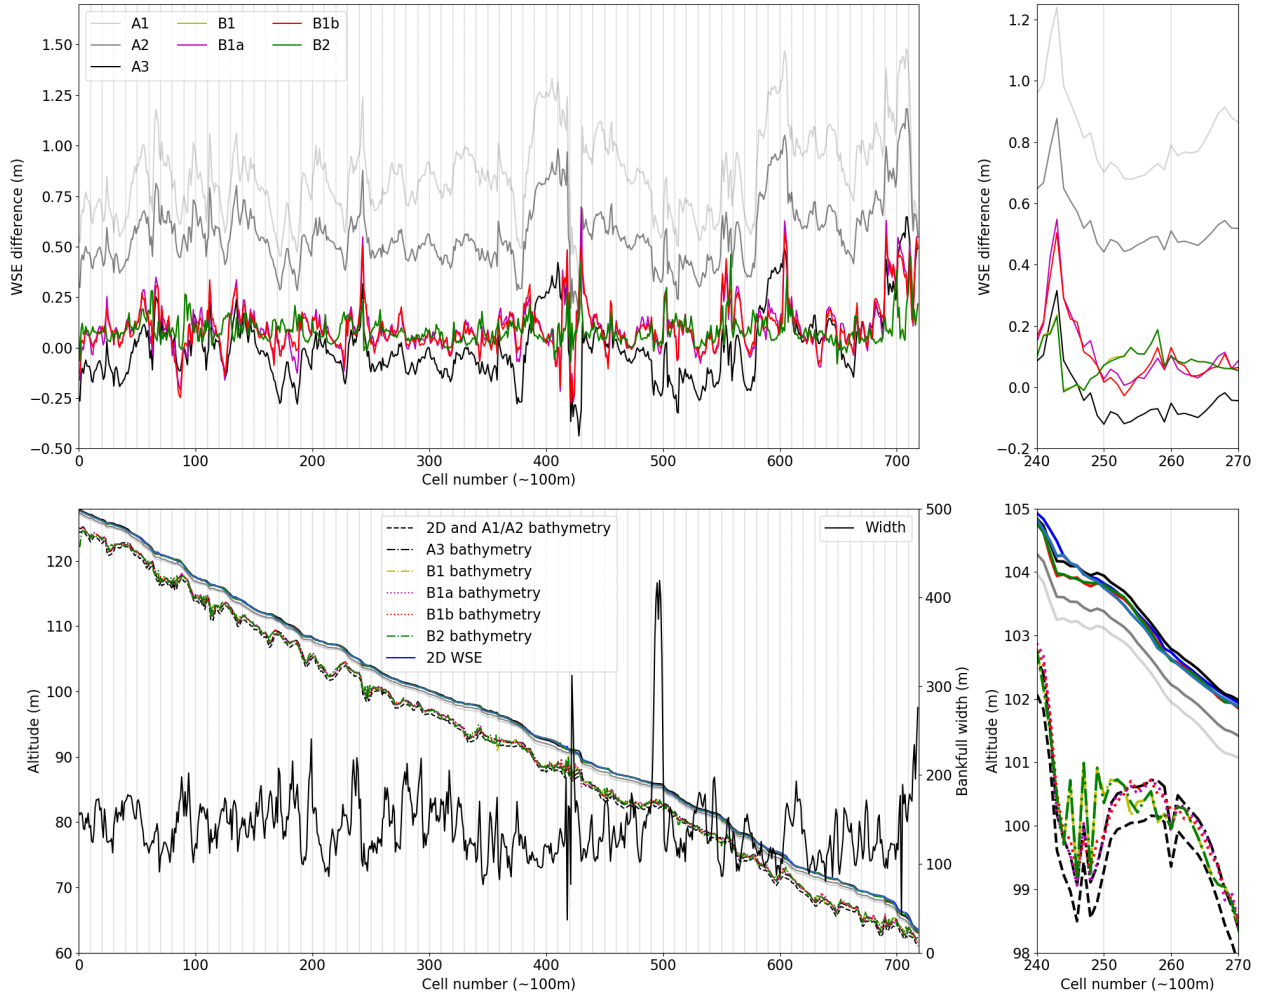 A1 B1 B1b
A2 B1a B2
A3
WSE difference (m)
1.50
1.25
1.00
0.75
0.50
0.25
0.00
−0.25
−0.50
0 100 200 300 400 500 600 700
Cell number (~100m)
WSE difference (m)
1.2
1.0
0.8
0.6
0.4
0.2
0.0
−0.2
240 250 260 270
Cell number (~100m)
Altitude (m)
120
110
100
90
80
70
60
2D and A1/A2 bathymetry
A3 bathymetry
B1 bathymetry
B1a bathymetry
B1b bathymetry
B2 bathymetry
2D WSE
Width
500
400
300
200
100
0
Bankfull width (m)
0 100 200 300 400 500 600 700
Cell number (~100m)
Altitude (m)
105
104
103
102
101
100
99
98
240 250 260 270
Cell number (~100m)